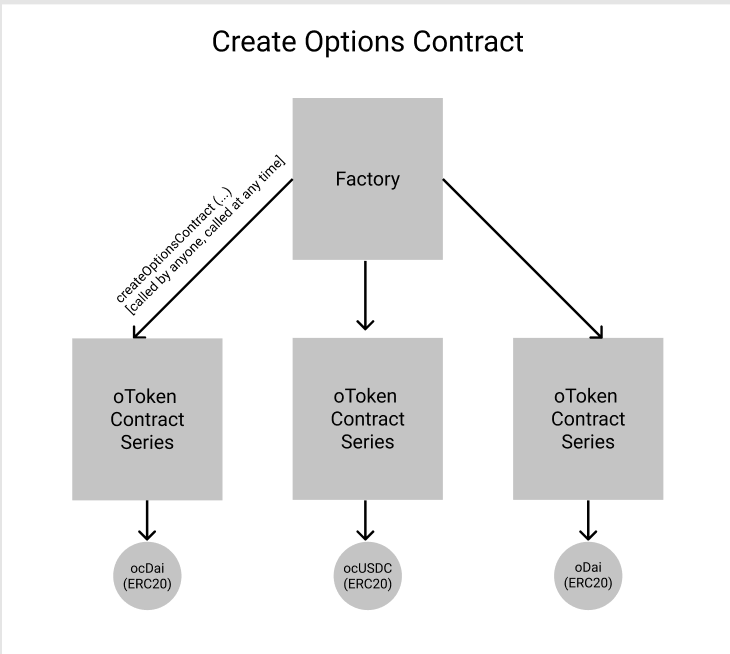 Create Options Contract
Factory
createOptionsContract (...)
[called by anyone, called at any time]
oToken
Contract
Series
oToken
Contract
Series
oToken
Contract
Series
ocDai
(ERC20)
ocUSDC
(ERC20)
oDai
(ERC20)